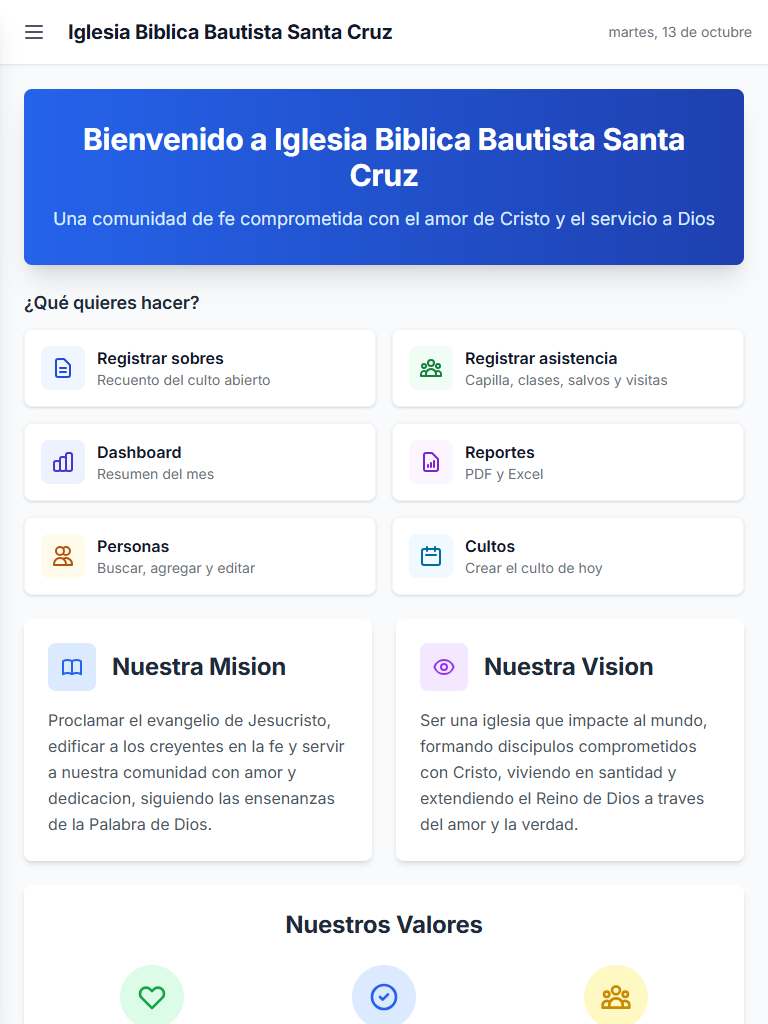 Iglesia Biblica Bautista Santa Cruz
martes, 13 de octubre
Bienvenido a Iglesia Biblica Bautista Santa
Cruz
Una comunidad de fe comprometida con el amor de Cristo y el servicio a Dios
¿Qué quieres hacer?
Registrar sobres
Recuento del culto abierto
Registrar asistencia
Capilla, clases, salvos y visitas
Dashboard
Resumen del mes
Reportes
PDF y Excel
Personas
Buscar, agregar y editar
Cultos
Crear el culto de hoy
Nuestra Mision
Proclamar el evangelio de Jesucristo,
edificar a los creyentes en la fe y servir
a nuestra comunidad con amor y
dedicacion, siguiendo las ensenanzas
de la Palabra de Dios.
Nuestra Vision
Ser una iglesia que impacte al mundo,
formando discipulos comprometidos
con Cristo, viviendo en santidad y
extendiendo el Reino de Dios a traves
del amor y la verdad.
Nuestros Valores